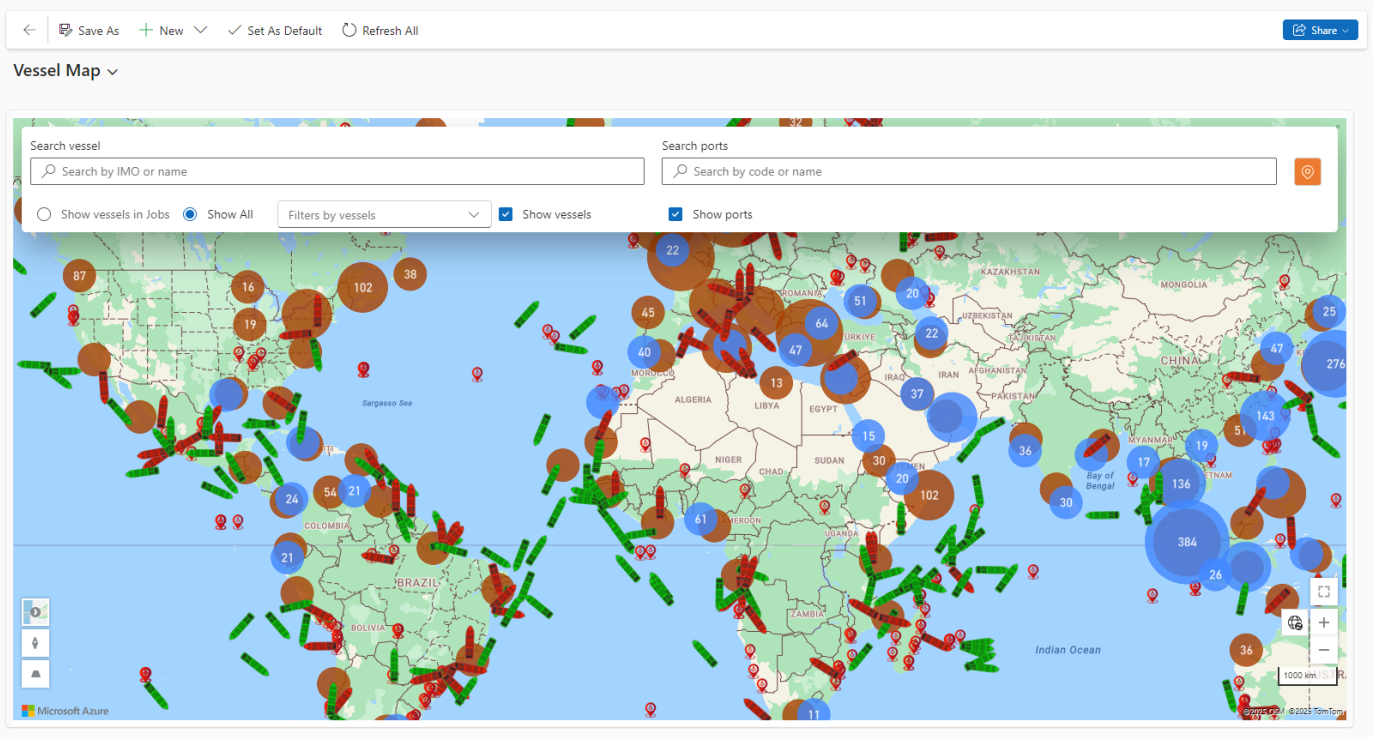 Save As New Set As Default Refresh All Share
Vessel Map
32
Search vessel Search ports
Search by IMO or name Search by code or name
Show vessels in Jobs Show All Filters by vessels Show vessels Show ports
22
87 16 102 38 KAZAKHSTAN MONGOLIA
ROMANIA 51 20
45 64 UZBEKISTAN 25
19 22 TAJIKISTAN
40 47 TÜRKIYE 47
MOROCCO 13 IRAQ IRAN AFGHANISTAN CHINA 276
Sargasso Sea ALGERIA LIBYA EGYPT 37 PAKISTAN
143
15 51
36 MYANMAR 19
NIGER CHAD SUDAN 30 YEMEN 17
24 54 21 20 102 Bay of Bengal 136
30
COLOMBIA 61 CAMEROON
UGANDA 384
21
BRAZIL 26
ZAMBIA
BOLIVIA
Indian Ocean 36
1000 km
Microsoft Azure 11 ©2025 OSM ©2025 TomTom